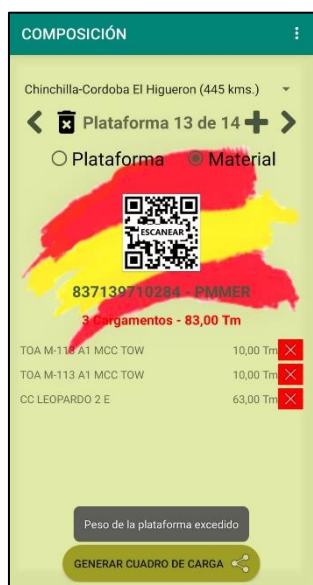 COMPOSICIÓN
Chinchilla-Cordoba El Higueron (445 kms.)
Plataforma 13 de 14
Plataforma Material
ESCANEAR
837139710284 - PMMER
3 Cargamentos - 83,00 Tm
TOA M-113 A1 MCC TOW 10,00 Tm
TOA M-113 A1 MCC TOW 10,00 Tm
CC LEOPARDO 2 E 63,00 Tm
Peso de la plataforma excedido
GENERAR CUADRO DE CARGA